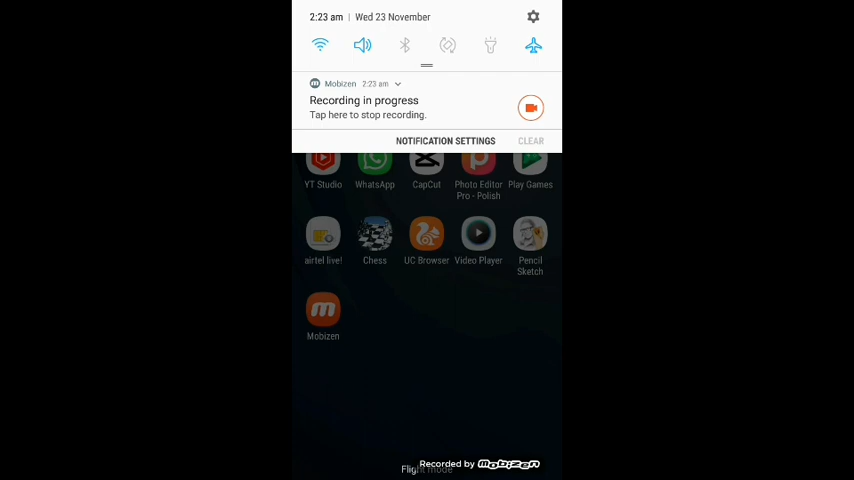 2:23 am | Wed 23 November
Mobizen 2:23 am
Recording in progress
Tap here to stop recording.
NOTIFICATION SETTINGS CLEAR
YT Studio WhatsApp CapCut Photo Editor Pro - Polish Play Games
airtel live! Chess UC Browser Video Player Pencil Sketch
Mobizen
Flight mode
Recorded by mobizen